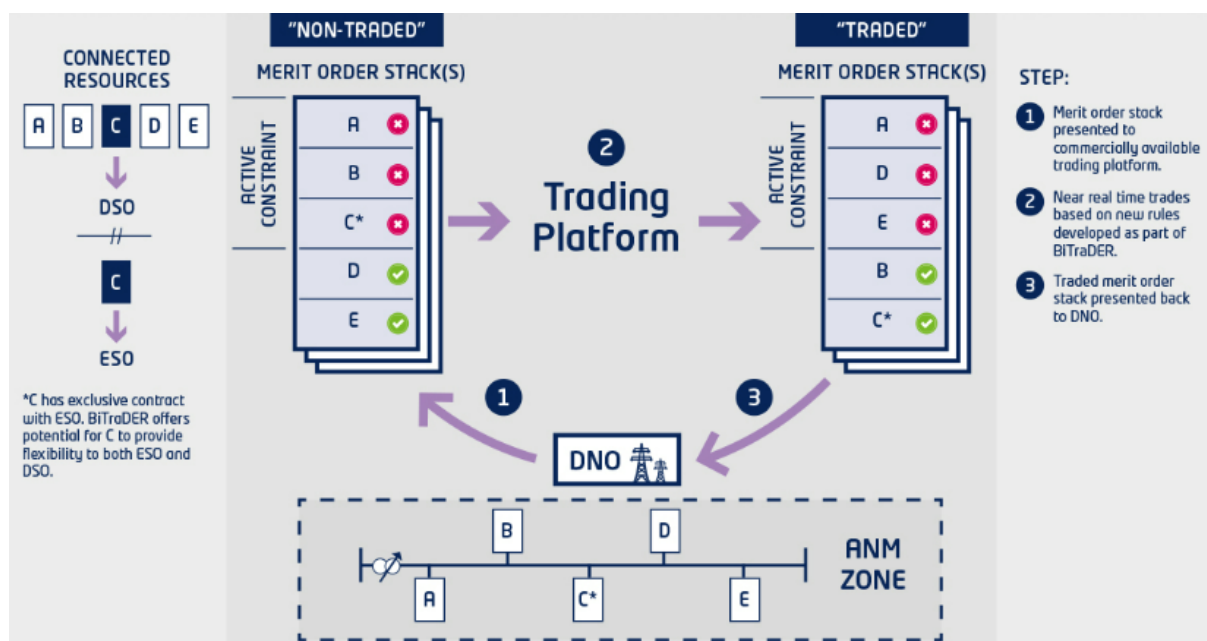 CONNECTED
RESOURCES
A B C D E
DSO
C
ESO
*C has exclusive contract
with ESO. BiTraDER offers
potential for C to provide
flexibility to both ESO and
DSO.
"NON-TRADED"
MERIT ORDER STACK(S)
ACTIVE
CONSTRAINT
A
B
C*
D
E
2
Trading
Platform
"TRADED"
MERIT ORDER STACK(S)
ACTIVE
CONSTRAINT
A
D
E
B
C*
1
3
DNO
B
D
A
C*
E
ANM
ZONE
STEP:
1 Merit order stack
presented to
commercially available
trading platform.
2 Near real time trades
based on new rules
developed as part of
BiTraDER.
3 Traded merit order
stack presented back
to DNO.